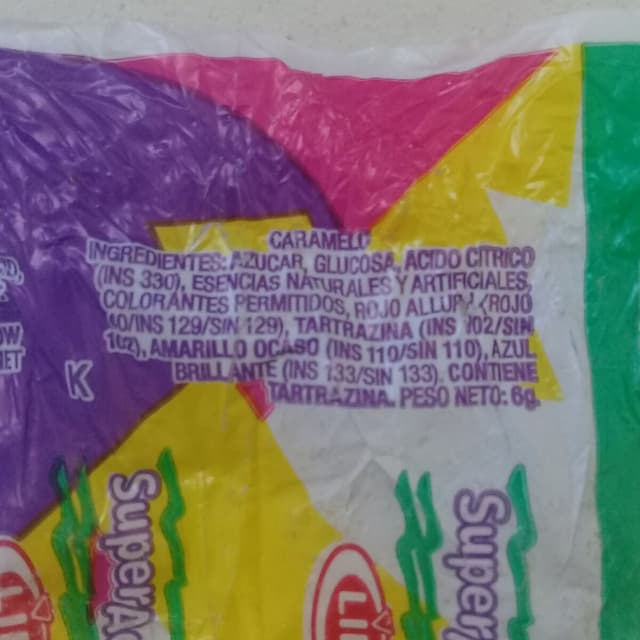 CARAMELO
INGREDIENTES: AZUCAR, GLUCOSA, ACIDO CITRICO
(INS 330), ESENCIAS NATURALES Y ARTIFICIALES,
COLORANTES PERMITIDOS, ROJO ALLURA (ROJO
40/INS 129/SIN 129), TARTRAZINA (INS 102/SIN
102), AMARILLO OCASO (INS 110/SIN 110), AZUL
BRILLANTE (INS 133/SIN 133). CONTIENE
TARTRAZINA. PESO NETO: 6g.
K
Super
Super